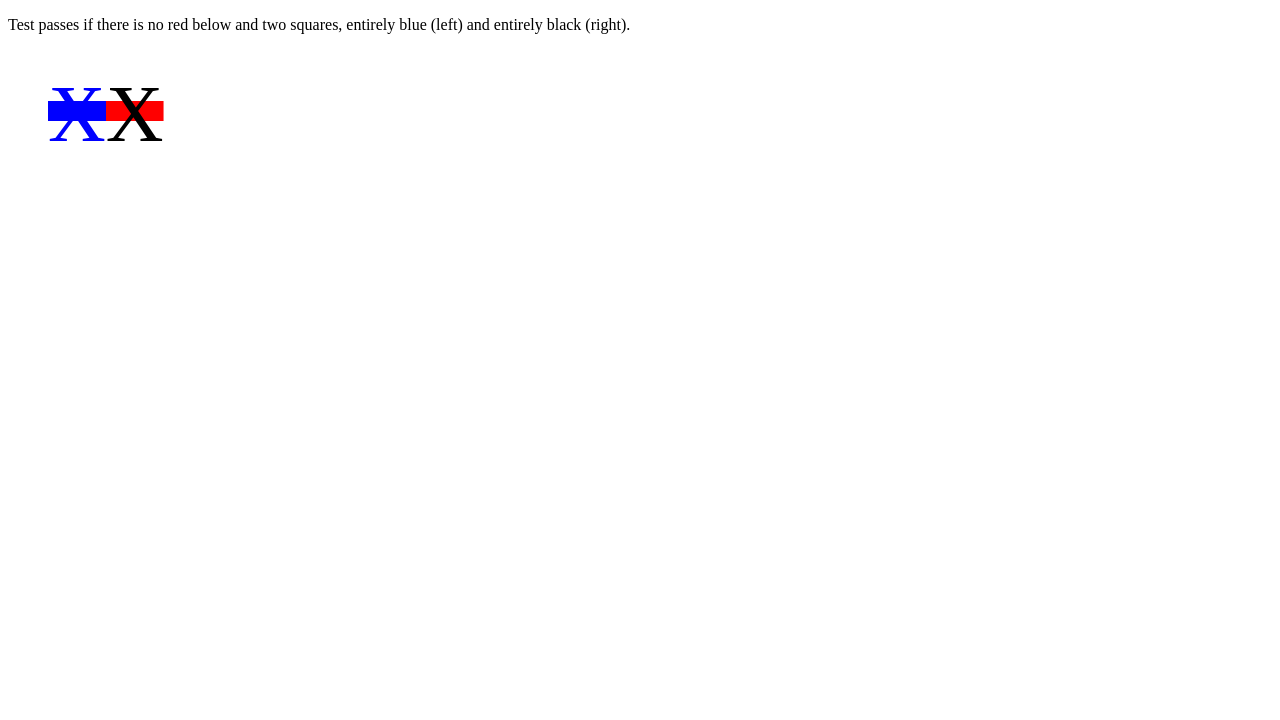 Test passes if there is no red below and two squares, entirely blue (left) and entirely black (right).
XX